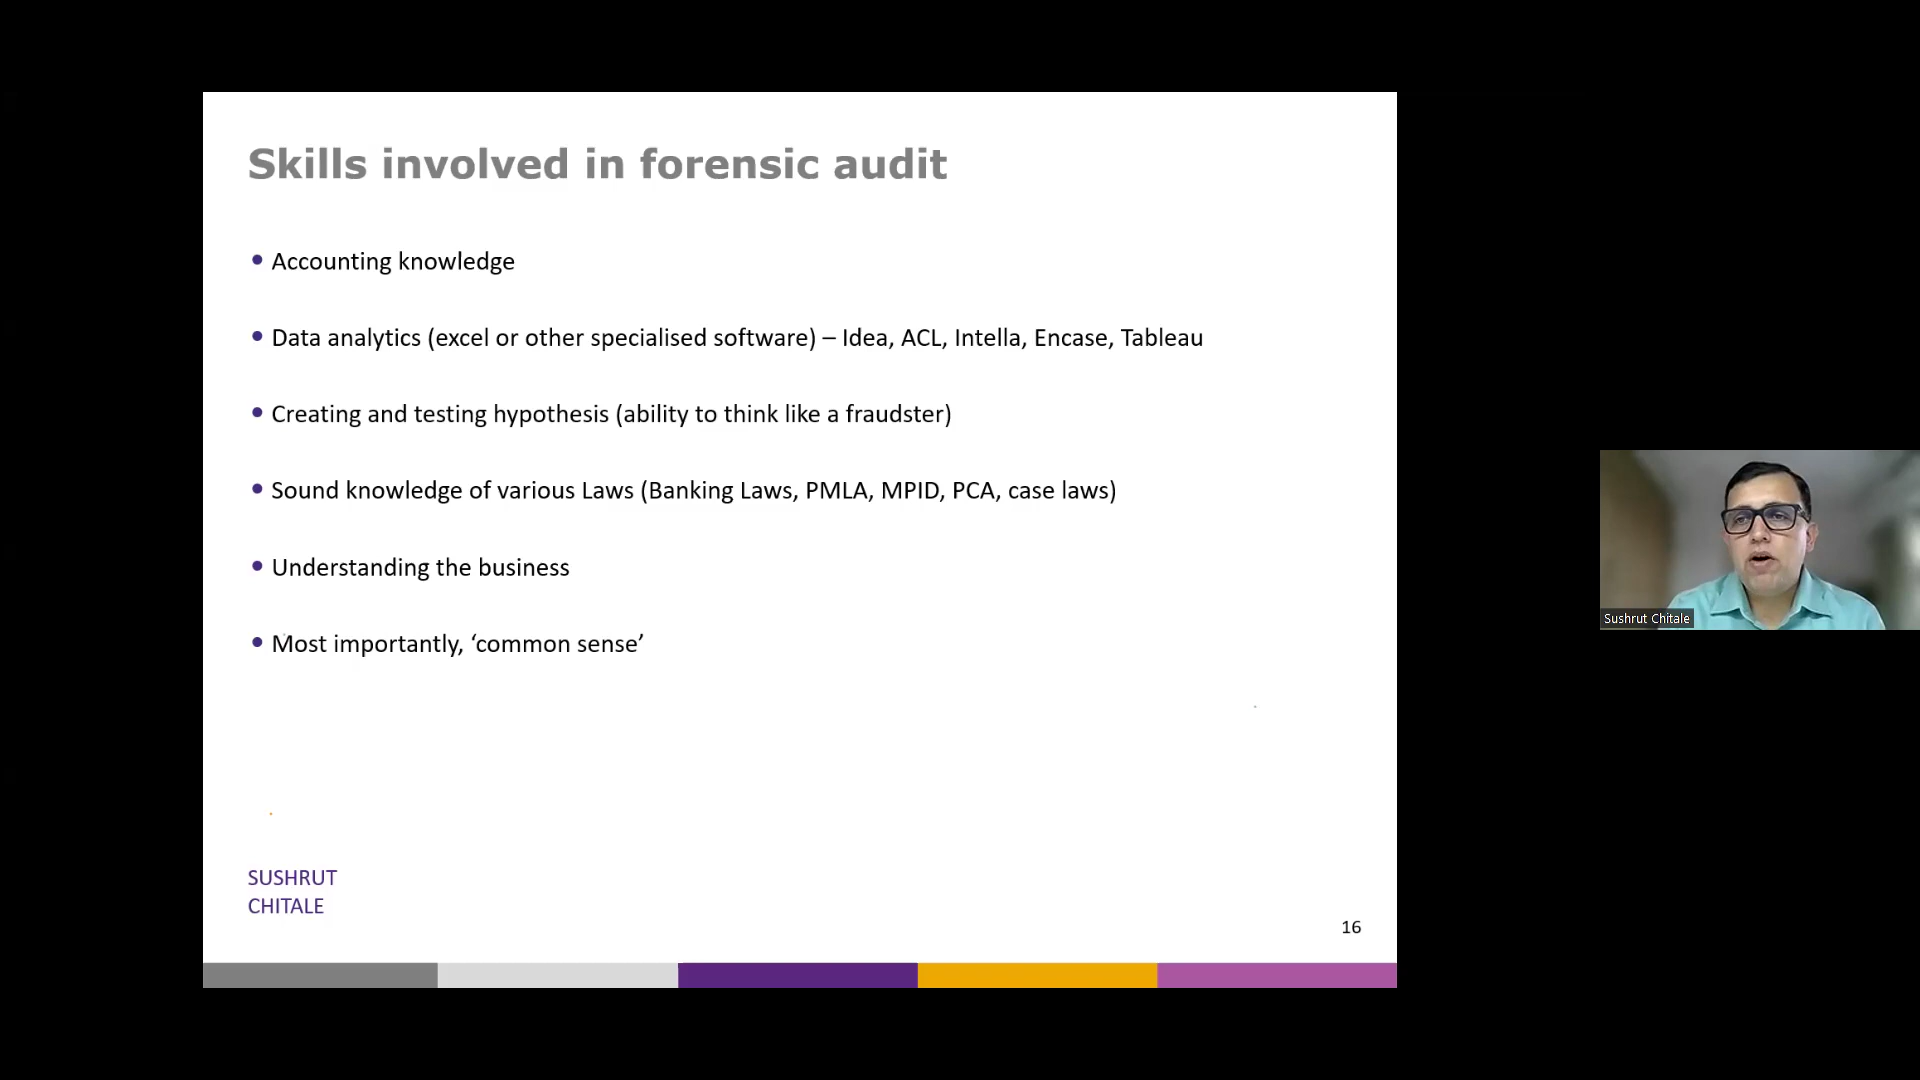 Skills involved in forensic audit
• Accounting knowledge
• Data analytics (excel or other specialised software) – Idea, ACL, Intella, Encase, Tableau
• Creating and testing hypothesis (ability to think like a fraudster)
• Sound knowledge of various Laws (Banking Laws, PMLA, MPID, PCA, case laws)
• Understanding the business
• Most importantly, ‘common sense’
SUSHRUT
CHITALE
16
Sushrut Chitale